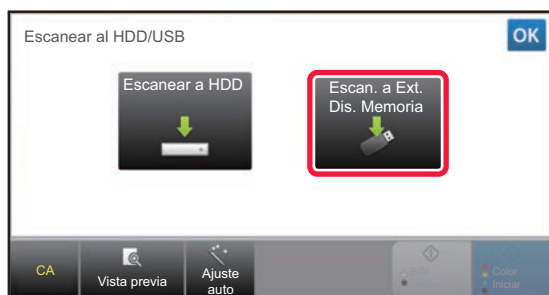 Escanear al HDD/USB
OK
Escanear a HDD
Escan. a Ext.
Dis. Memoria
CA
Vista previa
Ajuste
auto
B/N
Color
Iniciar